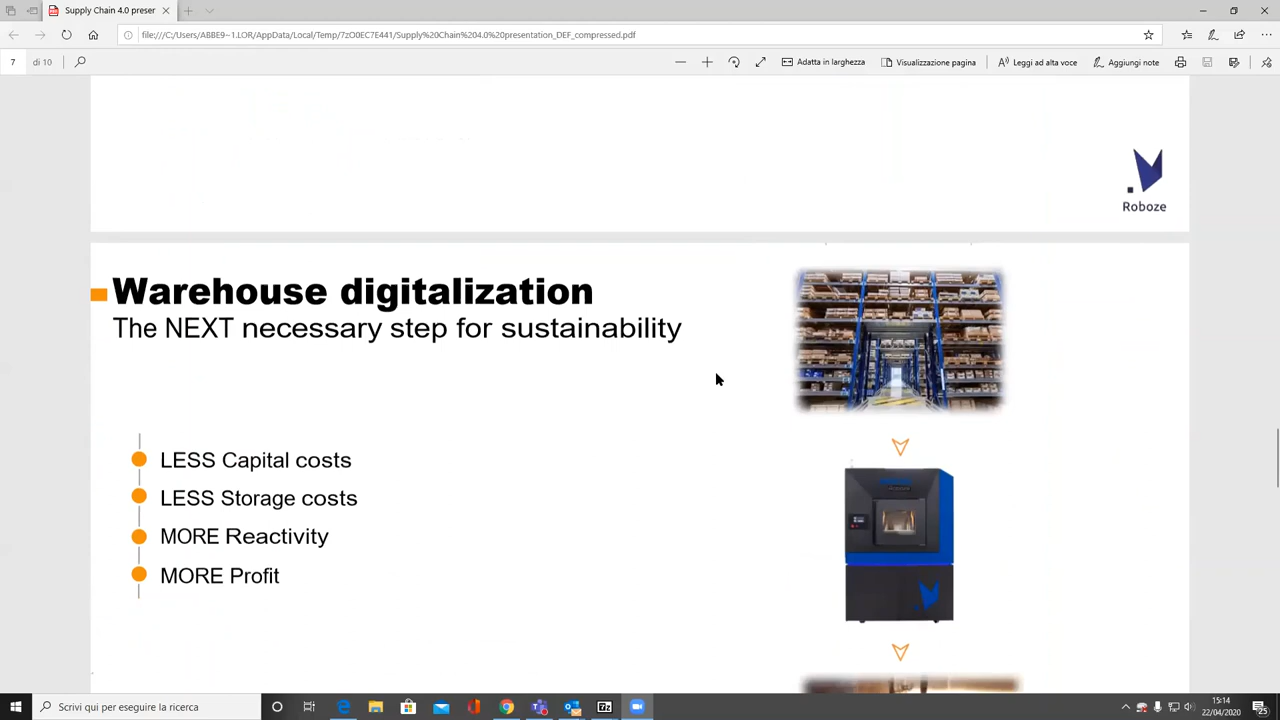 Supply Chain 4.0 preser
file:///C:/Users/ABBE9~1.LOR/AppData/Local/Temp/7zO0EC7E441/Supply%20Chain%204.0%20presentation_DEF_compressed.pdf
7 di 10
Adatta in larghezza
Visualizzazione pagina
Leggi ad alta voce
Aggiungi note
Roboze
Warehouse digitalization
The NEXT necessary step for sustainability
LESS Capital costs
LESS Storage costs
MORE Reactivity
MORE Profit
Scrivi qui per eseguire la ricerca
15:14
22/04/2020